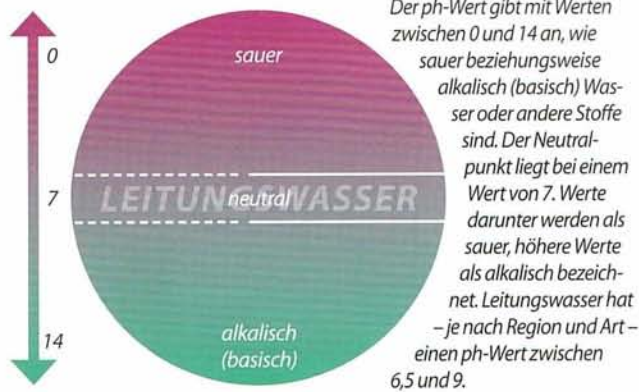 0
7
14
sauer
LEITUNGSWASSER
neutral
alkalisch
(basisch)
Der ph-Wert gibt mit Werten
zwischen 0 und 14 an, wie
sauer beziehungsweise
alkalisch (basisch) Was-
ser oder andere Stoffe
sind. Der Neutral-
punkt liegt bei einem
Wert von 7. Werte
darunter werden als
sauer, höhere Werte
als alkalisch bezeich-
net. Leitungswasser hat
– je nach Region und Art –
einen ph-Wert zwischen
6,5 und 9.